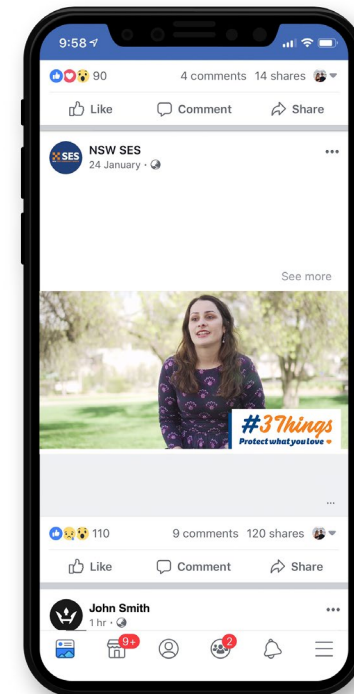 9:58
90 4 comments 14 shares
Like Comment Share
SES NSW SES
24 January
See more
#3Things
Protect what you love
...
110 9 comments 120 shares
Like Comment Share
John Smith
1 hr
9+ 2